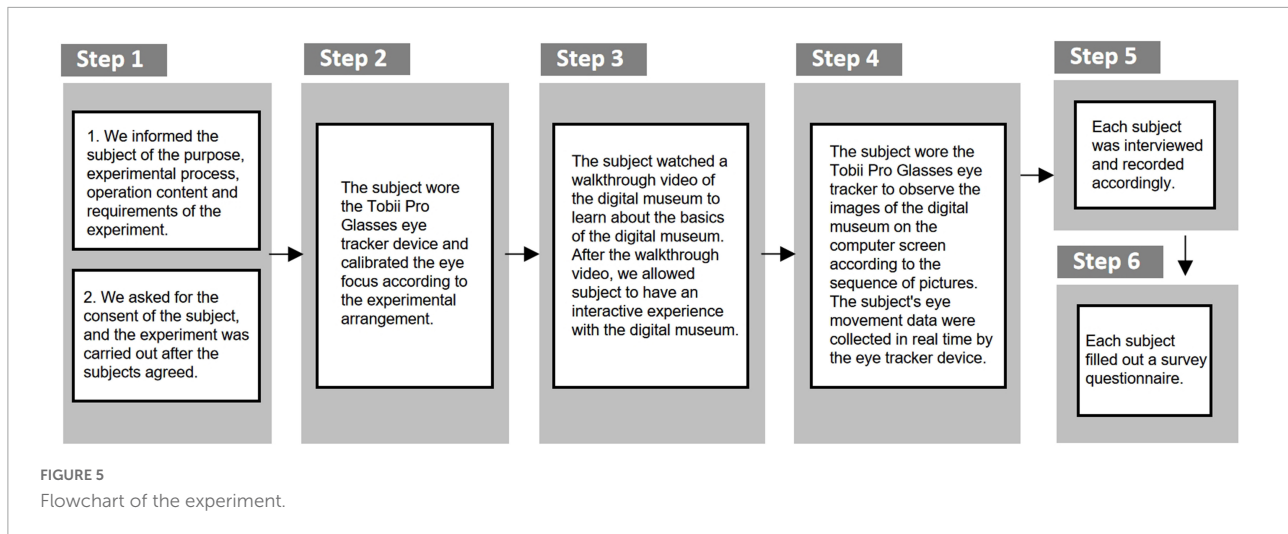 Step 1
1. We informed the
subject of the purpose,
experimental process,
operation content and
requirements of the
experiment.
2. We asked for the
consent of the subject,
and the experiment was
carried out after the
subjects agreed.
Step 2
The subject wore
the Tobii Pro
Glasses eye
tracker device and
calibrated the eye
focus according to
the experimental
arrangement.
Step 3
The subject watched a
walkthrough video of
the digital museum to
learn about the basics
of the digital museum.
After the walkthrough
video, we allowed
subject to have an
interactive experience
with the digital museum.
Step 4
The subject wore the
Tobii Pro Glasses eye
tracker to observe the
images of the digital
museum on the
computer screen
according to the
sequence of pictures.
The subject's eye
movement data were
collected in real time by
the eye tracker device.
Step 5
Each subject
was interviewed
and recorded
accordingly.
Step 6
Each subject
filled out a survey
questionnaire.
FIGURE 5
Flowchart of the experiment.